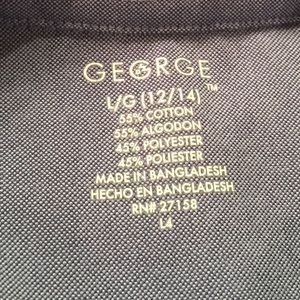 GEORGE
L/G (12/14)™
55% COTTON
55% ALGODON
45% POLYESTER
45% POLIESTER
MADE IN BANGLADESH
HECHO EN BANGLADESH
RN# 27158
L4